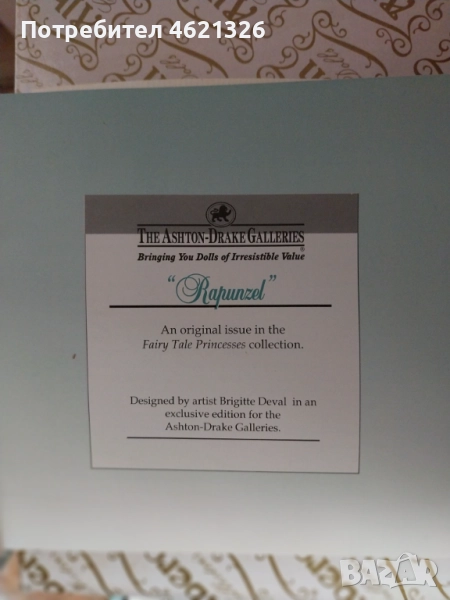 Потребител 4621326
THE ASHTON-DRAKE GALLERIES
®
Bringing You Dolls of Irresistible Value
“Rapunzel”
An original issue in the
Fairy Tale Princesses collection.
Designed by artist Brigitte Deval in an
exclusive edition for the
Ashton-Drake Galleries.
BAZAR